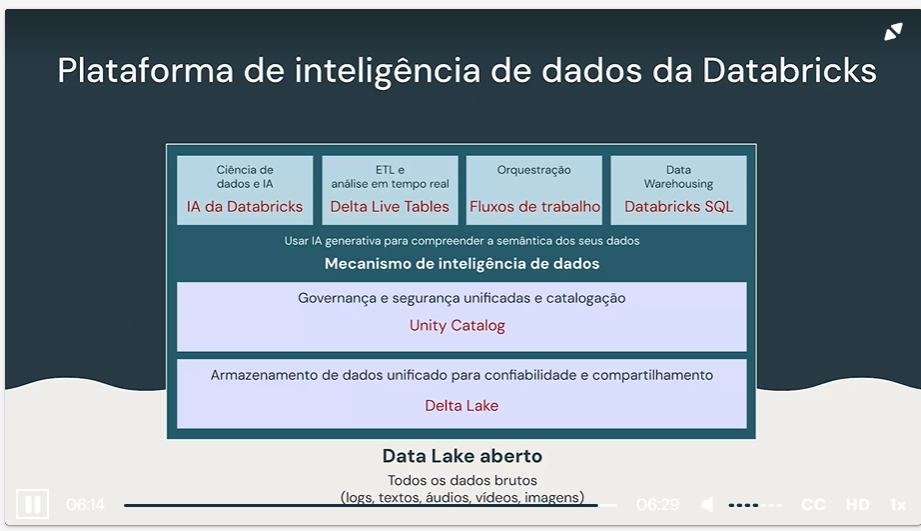 Plataforma de inteligência de dados da Databricks
Ciência de
dados e IA
IA da Databricks
ETL e
análise em tempo real
Delta Live Tables
Orquestração
Fluxos de trabalho
Data
Warehousing
Databricks SQL
Usar IA generativa para compreender a semântica dos seus dados
Mecanismo de inteligência de dados
Governança e segurança unificadas e catalogação
Unity Catalog
Armazenamento de dados unificado para confiabilidade e compartilhamento
Delta Lake
Data Lake aberto
Todos os dados brutos
(logs, textos, áudios, vídeos, imagens)
06:14
06:29
CC
HD
1x